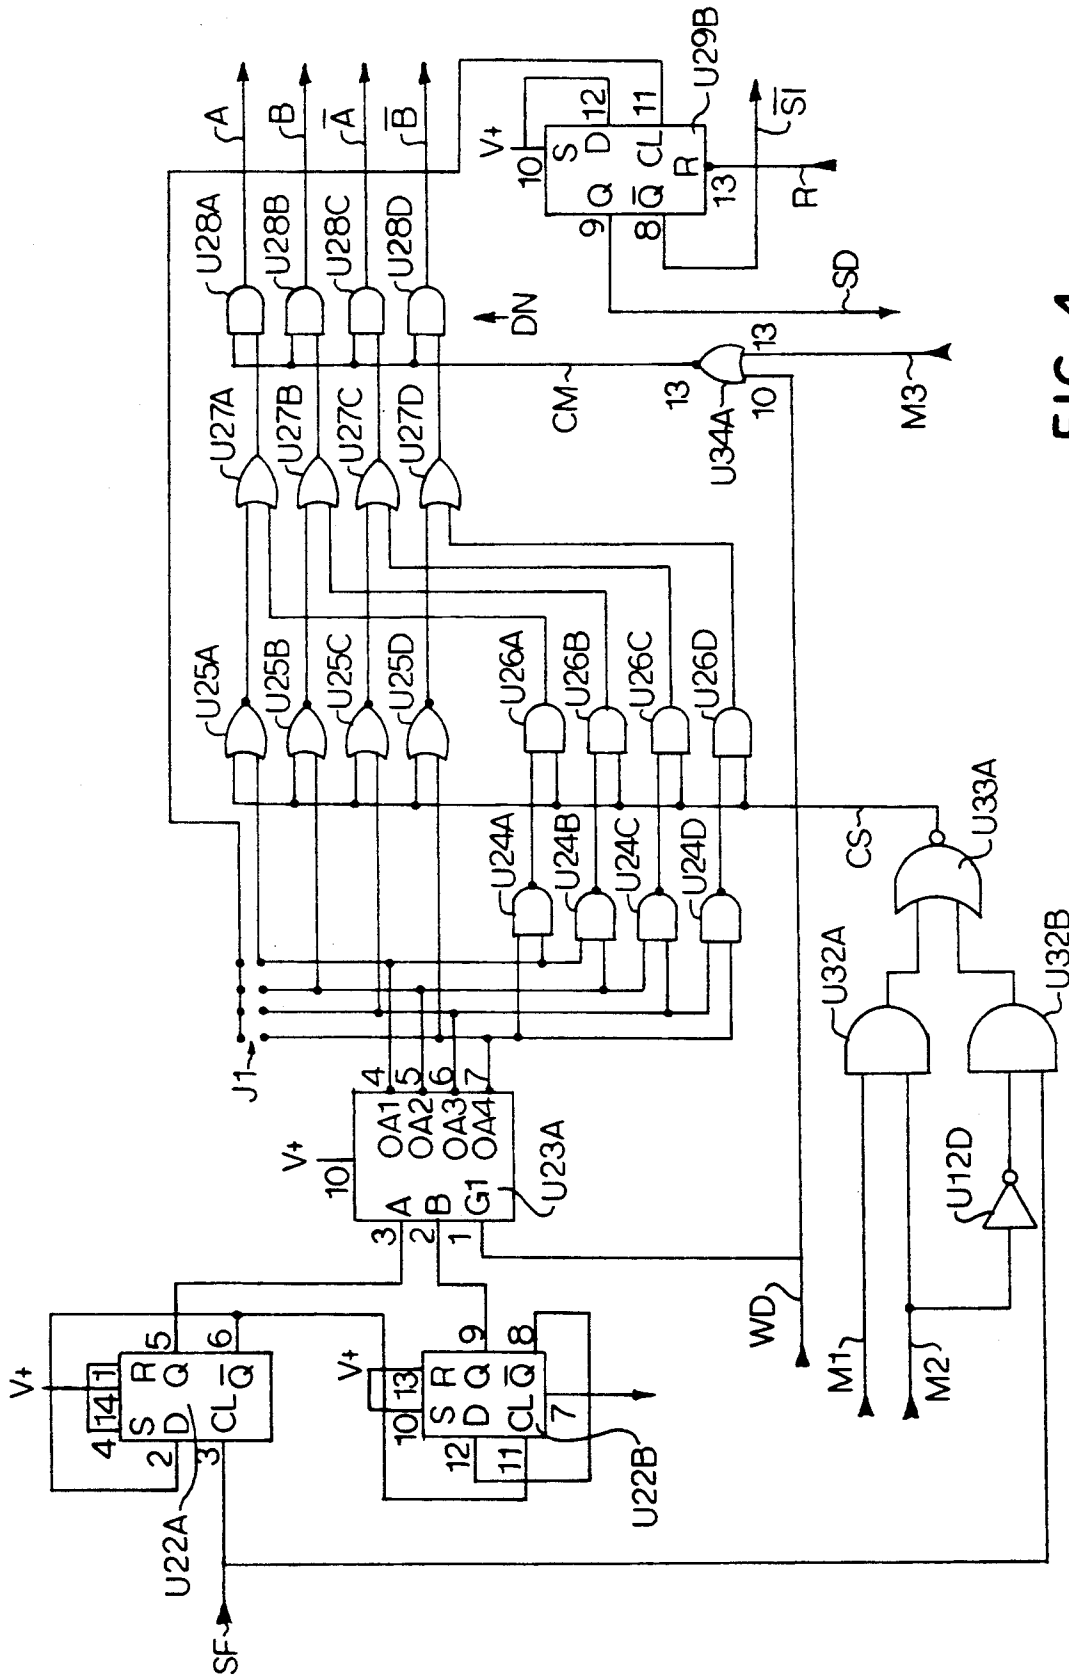 A
B
A̅
B̅
U28A
U28B
U28C
U28D
U27A
U27B
U27C
U27D
U25A
U25B
U25C
U25D
U26A
U26B
U26C
U26D
U24A
U24B
U24C
U24D
J1
V+
10
4
5
6
7
OA1
OA2
OA3
OA4
A
B
G1
3
2
1
U23A
V+
4
14
1
S
R
D
Q
CL
Q̅
2
3
5
6
U22A
SF
V+
10
13
S
R
D
Q
CL
Q̅
12
11
9
8
7
U22B
V+
10
S
D
12
Q
9
Q̅
8
CL
11
R
13
U29B
S̅I̅
R
SD
DN
CM
13
U34A
10
13
M3
WD
CS
U33A
U32A
U32B
U12D
M1
M2